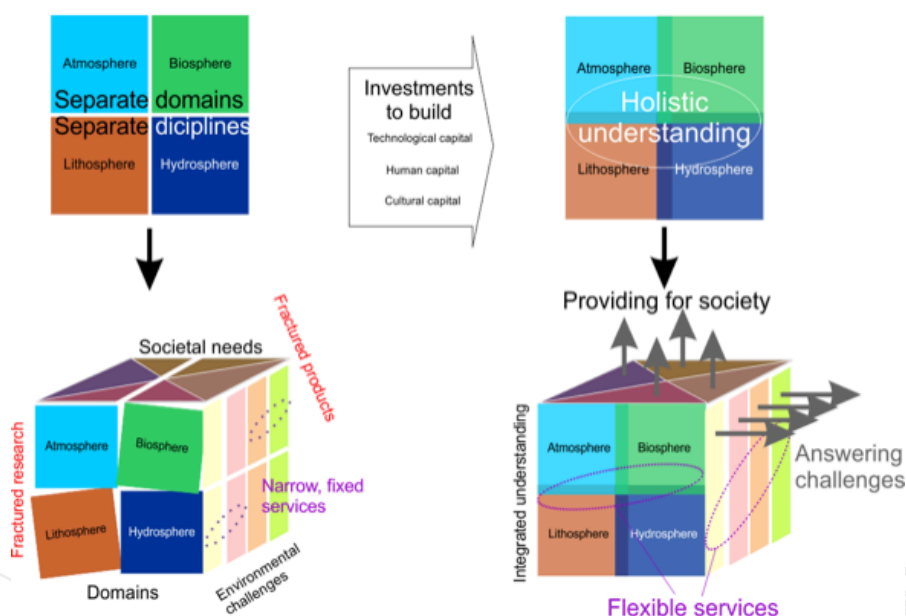 Atmosphere
Biosphere
Separate domains
Separate diciplines
Lithosphere
Hydrosphere
Investments
to build
Technological capital
Human capital
Cultural capital
Atmosphere
Biosphere
Holistic
understanding
Lithosphere
Hydrosphere
Societal needs
Fractured products
Fractured research
Atmosphere
Biosphere
Lithosphere
Hydrosphere
Narrow, fixed
services
Domains
Environmental
challenges
Providing for society
Integrated understanding
Atmosphere
Biosphere
Lithosphere
Hydrosphere
Answering
challenges
Flexible services